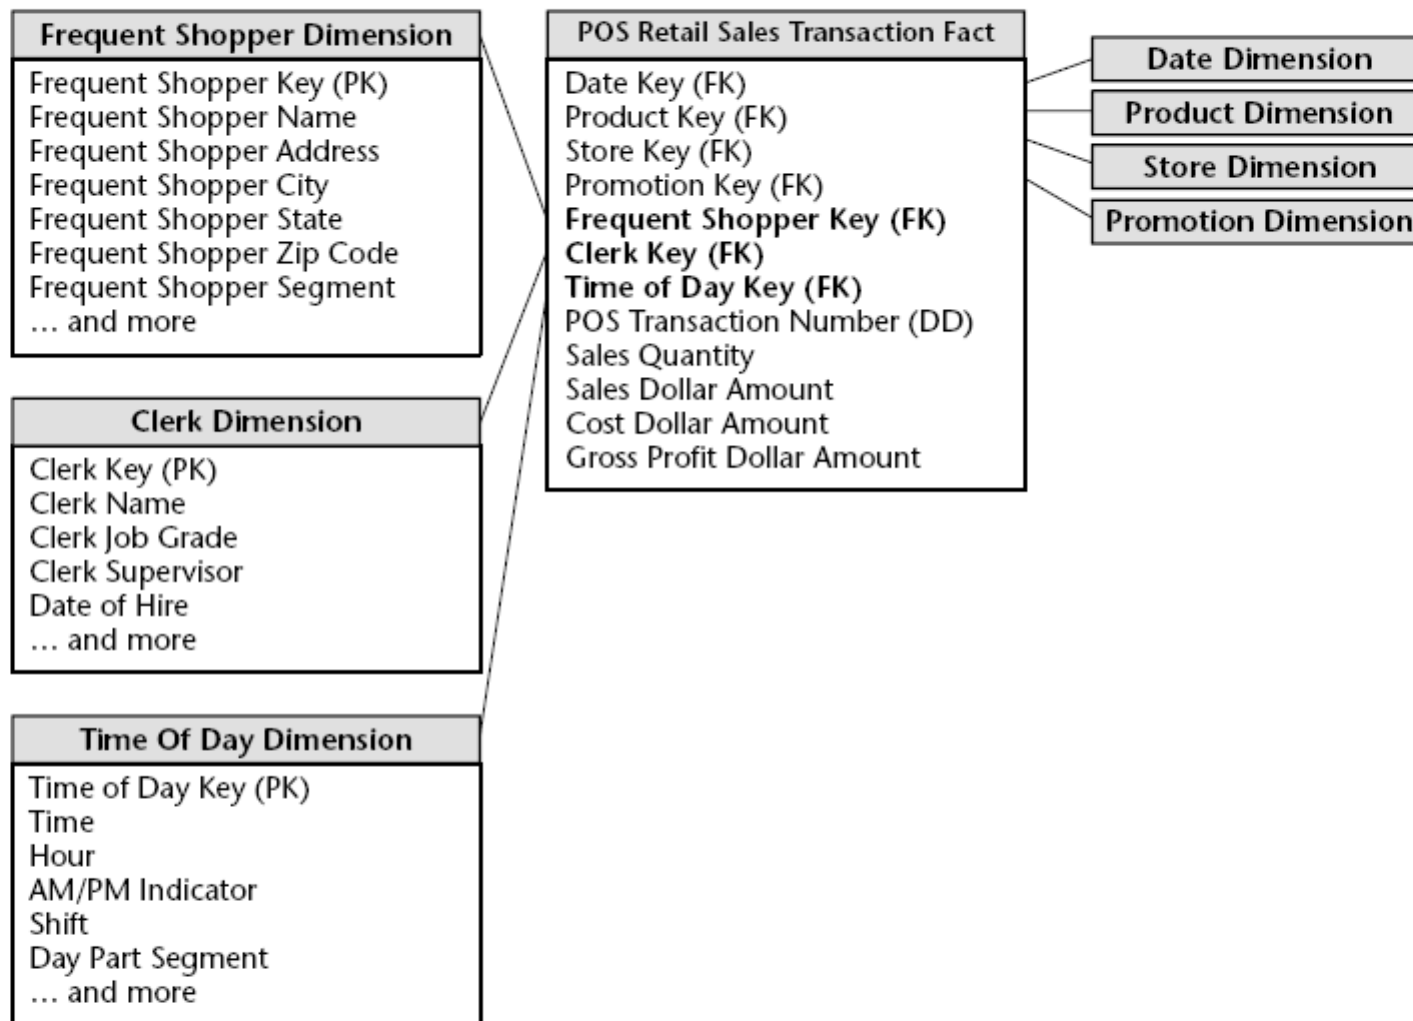 Frequent Shopper Dimension
Frequent Shopper Key (PK)
Frequent Shopper Name
Frequent Shopper Address
Frequent Shopper City
Frequent Shopper State
Frequent Shopper Zip Code
Frequent Shopper Segment
... and more
Clerk Dimension
Clerk Key (PK)
Clerk Name
Clerk Job Grade
Clerk Supervisor
Date of Hire
... and more
Time Of Day Dimension
Time of Day Key (PK)
Time
Hour
AM/PM Indicator
Shift
Day Part Segment
... and more
POS Retail Sales Transaction Fact
Date Key (FK)
Product Key (FK)
Store Key (FK)
Promotion Key (FK)
Frequent Shopper Key (FK)
Clerk Key (FK)
Time of Day Key (FK)
POS Transaction Number (DD)
Sales Quantity
Sales Dollar Amount
Cost Dollar Amount
Gross Profit Dollar Amount
Date Dimension
Product Dimension
Store Dimension
Promotion Dimension